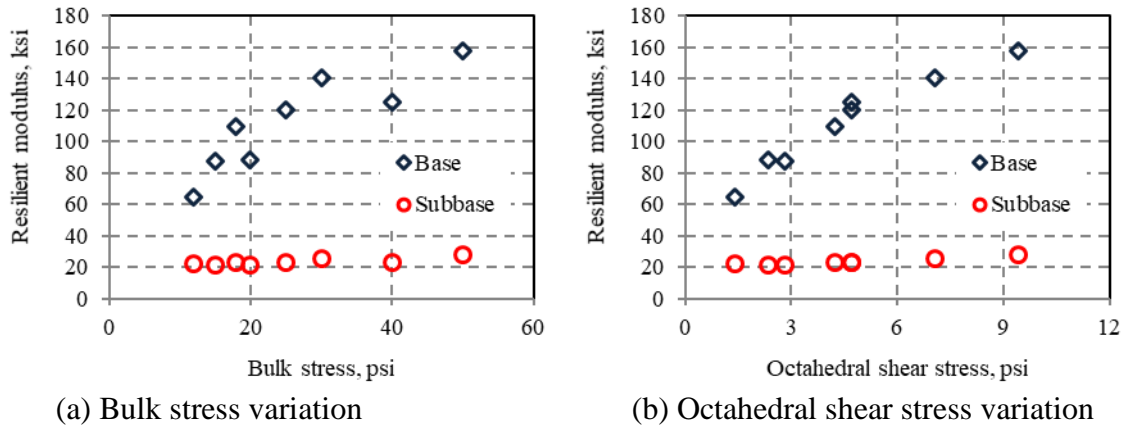 180
160
140
120
100
80
60
40
20
0
Resilient modulus, ksi
Base
Subbase
0 20 40 60
Bulk stress, psi
(a) Bulk stress variation
180
160
140
120
100
80
60
40
20
0
Resilient modulus, ksi
Base
Subbase
0 3 6 9 12
Octahedral shear stress, psi
(b) Octahedral shear stress variation